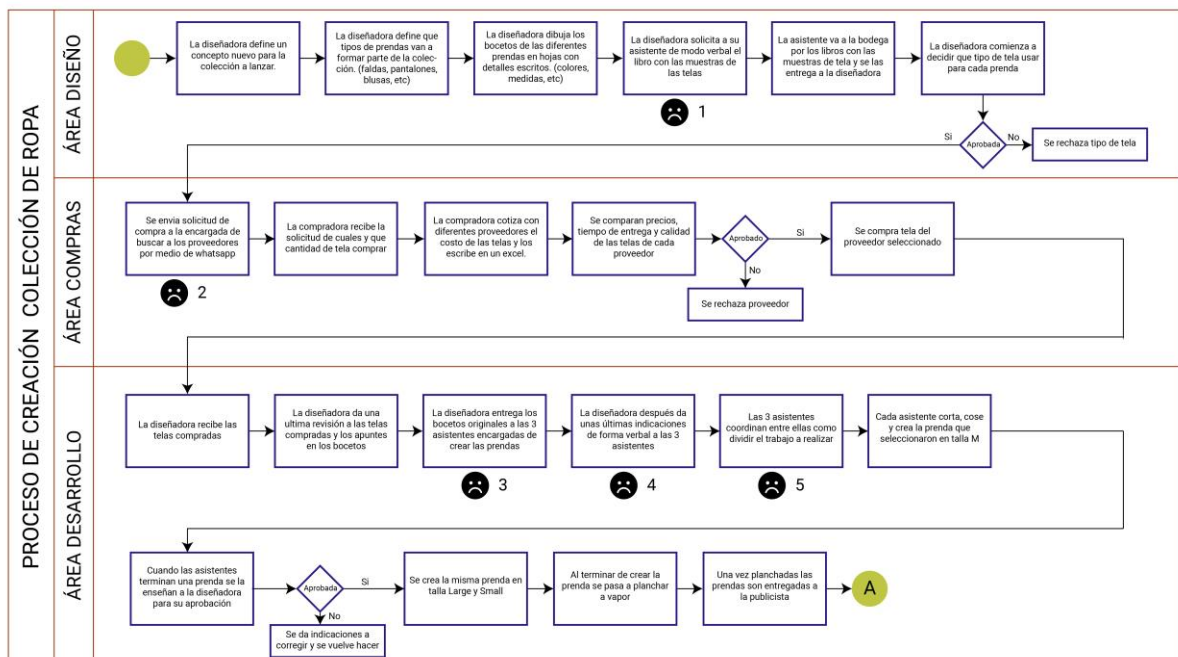 PROCESO DE CREACIÓN COLECCIÓN DE ROPA
ÁREA DISEÑO
La diseñadora define un
concepto nuevo para la
colección a lanzar.
La diseñadora define que
tipos de prendas van a
formar parte de la colec-
ción. (faldas, pantalones,
blusas, etc)
La diseñadora dibuja los
bocetos de las diferentes
prendas en hojas con
detalles escritos. (colores,
medidas, etc)
La diseñadora solicita a su
asistente de modo verbal el
libro con las muestras de
las telas
1
La asistente va a la bodega
por los libros con las
muestras de tela y se las
entrega a la diseñadora
La diseñadora comienza a
decidir que tipo de tela usar
para cada prenda
Si
Aprobada
No
Se rechaza tipo de tela
ÁREA COMPRAS
Se envia solicitud de
compra a la encargada de
buscar a los proveedores
por medio de whatsapp
2
La compradora recibe la
solicitud de cuales y que
cantidad de tela comprar
La compradora cotiza con
diferentes proveedores el
costo de las telas y los
escribe en un excel.
Se comparan precios,
tiempo de entrega y calidad
de las telas de cada
proveedor
Aprobado
Si
No
Se rechaza proveedor
Se compra tela del
proveedor seleccionado
ÁREA DESARROLLO
La diseñadora recibe las
telas compradas
La diseñadora da una
ultima revisión a las telas
compradas y los apuntes
en los bocetos
La diseñadora entrega los
bocetos originales a las 3
asistentes encargadas de
crear las prendas
3
La diseñadora después da
unas últimas indicaciones
de forma verbal a las 3
asistentes
4
Las 3 asistentes
coordinan entre ellas como
dividir el trabajo a realizar
5
Cada asistente corta, cose
y crea la prenda que
seleccionaron en talla M
Cuando las asistentes
terminan una prenda se la
enseñan a la diseñadora
para su aprobación
Aprobada
Si
No
Se da indicaciones a
corregir y se vuelve hacer
Se crea la misma prenda en
talla Large y Small
Al terminar de crear la
prenda se pasa a planchar
a vapor
Una vez planchadas las
prendas son entregadas a
la publicista
A